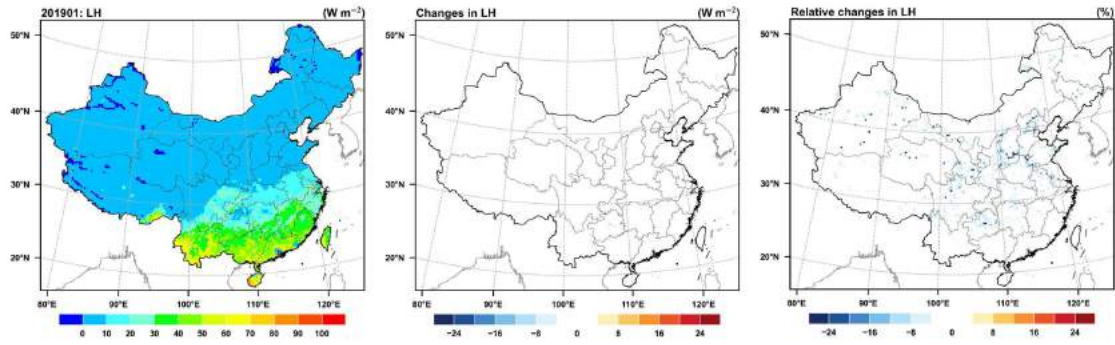 201901: LH (W m⁻²)
50°N
40°N
30°N
20°N
80°E 90°E 100°E 110°E 120°E
0 10 20 30 40 50 60 70 80 90 100
Changes in LH (W m⁻²)
50°N
40°N
30°N
20°N
80°E 90°E 100°E 110°E 120°E
−24 −16 −8 0 8 16 24
Relative changes in LH (%)
50°N
40°N
30°N
20°N
80°E 90°E 100°E 110°E 120°E
−24 −16 −8 0 8 16 24